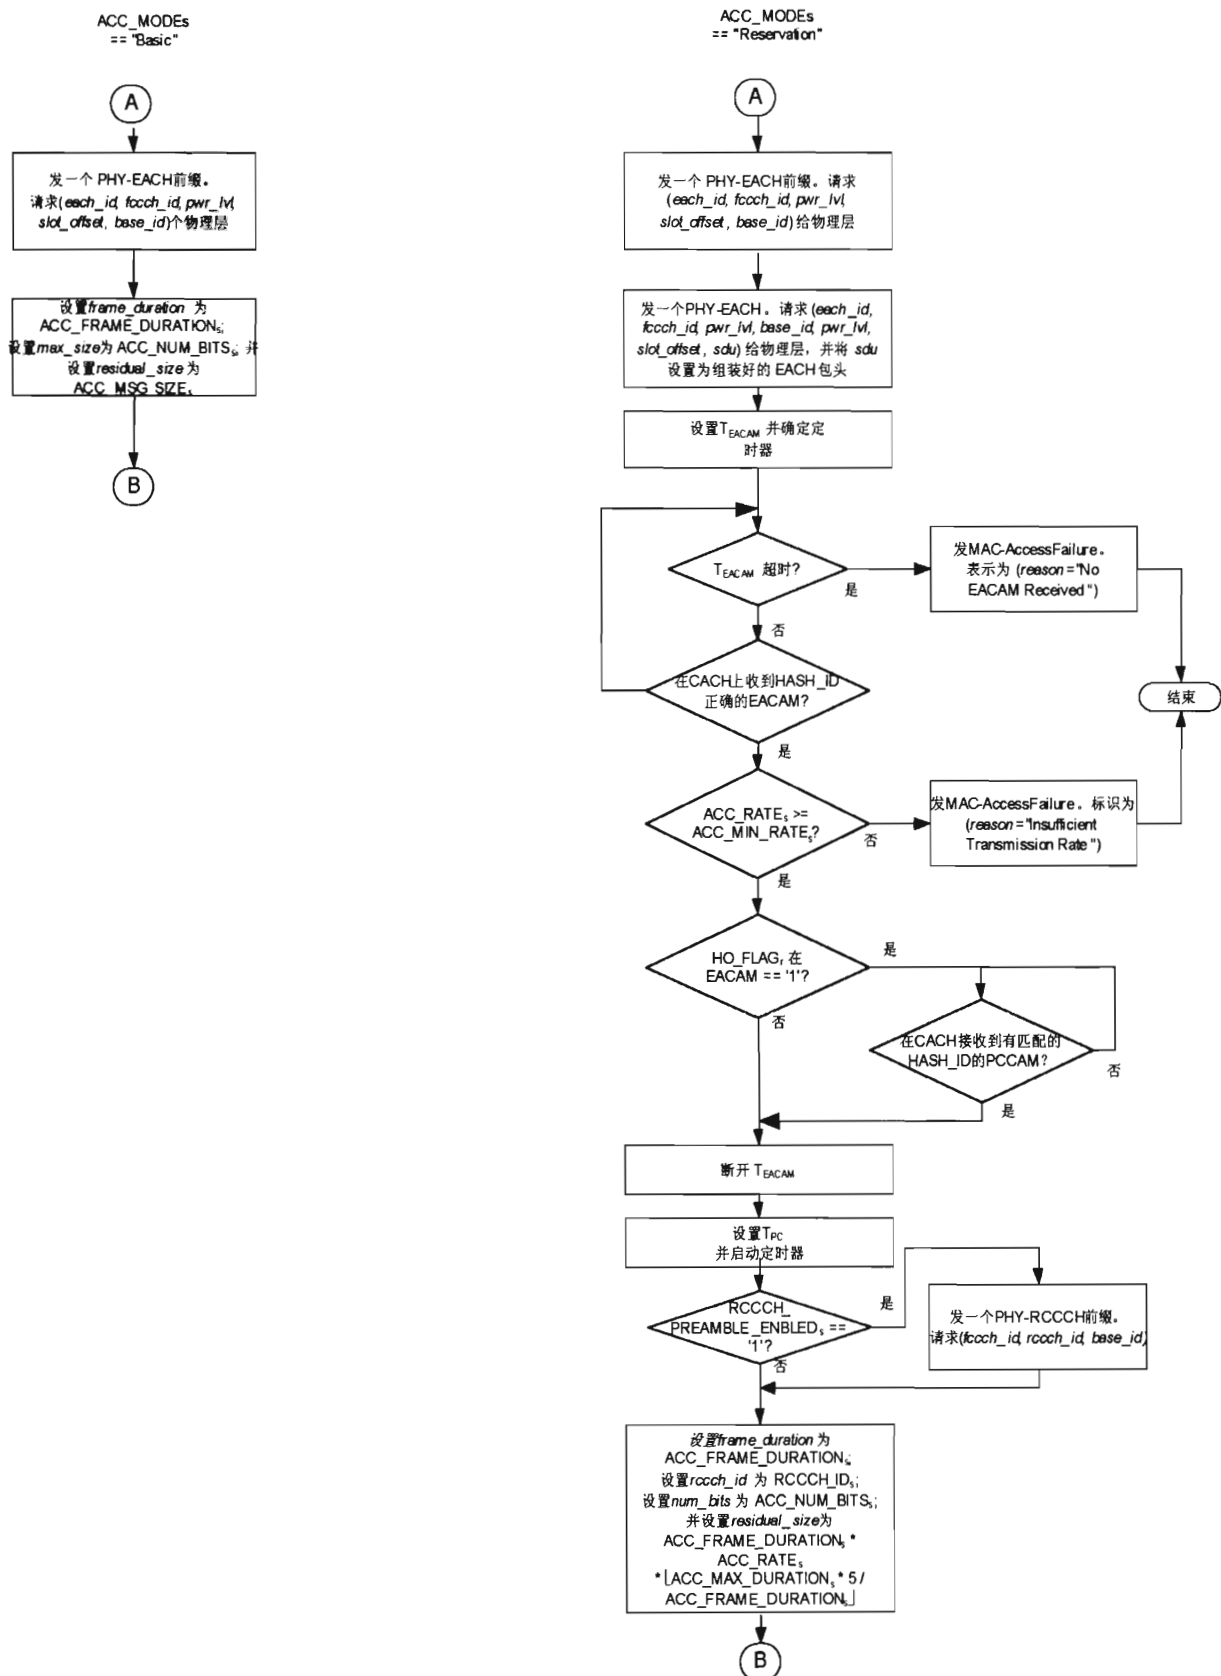 ACC_MODEs
== "Basic"
A
发一个 PHY-EACH前缀。
请求(each_id, fccch_id, pwr_lvl,
slot_offset, base_id)个物理层
设置frame_duration 为
ACC_FRAME_DURATIONs;
设置max_size为 ACC_NUM_BITSs; 并
设置residual_size为
ACC_MSG_SIZEs
B
ACC_MODEs
== "Reservation"
A
发一个 PHY-EACH前缀。请求
(each_id, fccch_id, pwr_lvl,
slot_offset, base_id) 给物理层
发一个PHY-EACH。请求 (each_id,
fccch_id, pwr_lvl, base_id, pwr_lvl,
slot_offset, sdu) 给物理层，并将 sdu
设置为组装好的 EACH 包头
设置TEACAM 并确定定
时器
TEACAM 超时?
是
发MAC-AccessFailure。
表示为 (reason="No
EACAM Received")
否
在CACH上收到HASH_ID
正确的EACAM?
结束
是
ACC_RATEs >=
ACC_MIN_RATEs?
否
发MAC-AccessFailure。标识为
(reason="Insufficient
Transmission Rate")
是
HO_FLAGr 在
EACAM == '1'?
是
否
在CACH接收到有匹配的
HASH_ID的PCCAM?
否
是
断开 TEACAM
设置TPC
并启动定时器
RCCCH_
PREAMBLE_ENBLEDs ==
'1'?
是
发一个PHY-RCCCH前缀。
请求(fccch_id, rccch_id, base_id)
否
设置frame_duration 为
ACC_FRAME_DURATIONs;
设置rccch_id 为 RCCCH_IDs;
设置num_bits 为 ACC_NUM_BITSs;
并设置residual_size为
ACC_FRAME_DURATIONs *
ACC_RATEs
*⌊ACC_MAX_DURATIONs * 5 /
ACC_FRAME_DURATIONs⌋
B